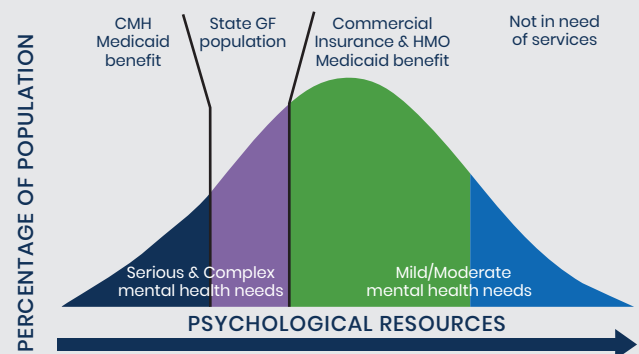 CMH
Medicaid
benefit
State GF
population
Commercial
Insurance & HMO
Medicaid benefit
Not in need
of services
PERCENTAGE OF POPULATION
Serious & Complex
mental health needs
Mild/Moderate
mental health needs
PSYCHOLOGICAL RESOURCES